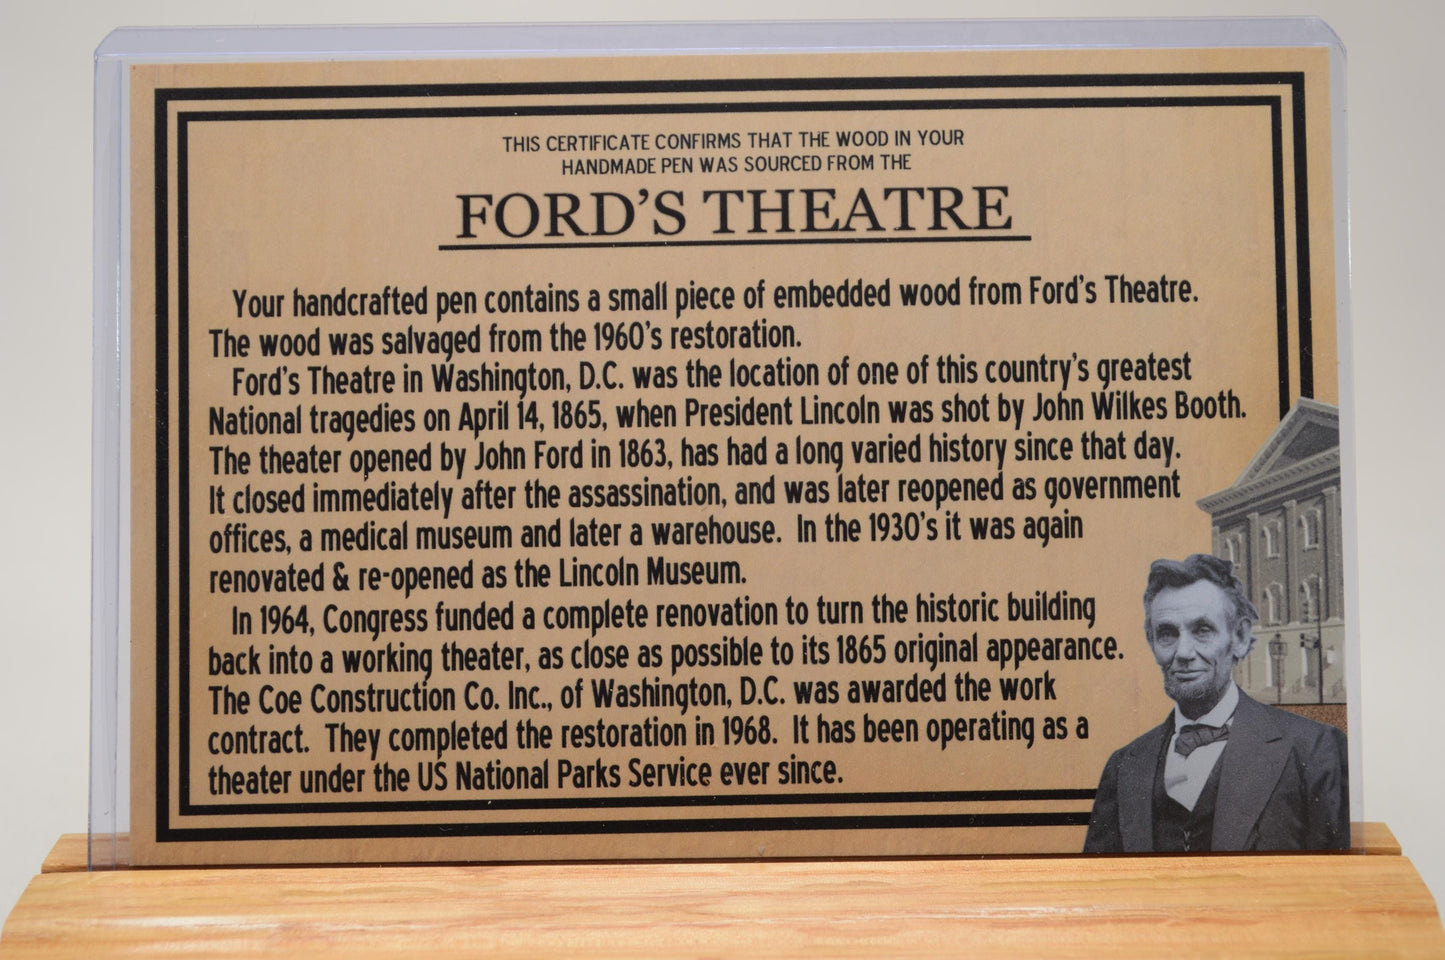 THIS CERTIFICATE CONFIRMS THAT THE WOOD IN YOUR
HANDMADE PEN WAS SOURCED FROM THE
FORD'S THEATRE
Your handcrafted pen contains a small piece of embedded wood from Ford's Theatre.
The wood was salvaged from the 1960's restoration.
Ford's Theatre in Washington, D.C. was the location of one of this country's greatest
National tragedies on April 14, 1865, when President Lincoln was shot by John Wilkes Booth.
The theater opened by John Ford in 1863, has had a long varied history since that day.
It closed immediately after the assassination, and was later reopened as government
offices, a medical museum and later a warehouse. In the 1930's it was again
renovated & re-opened as the Lincoln Museum.
In 1964, Congress funded a complete renovation to turn the historic building
back into a working theater, as close as possible to its 1865 original appearance.
The Coe Construction Co. Inc., of Washington, D.C. was awarded the work
contract. They completed the restoration in 1968. It has been operating as a
theater under the US National Parks Service ever since.